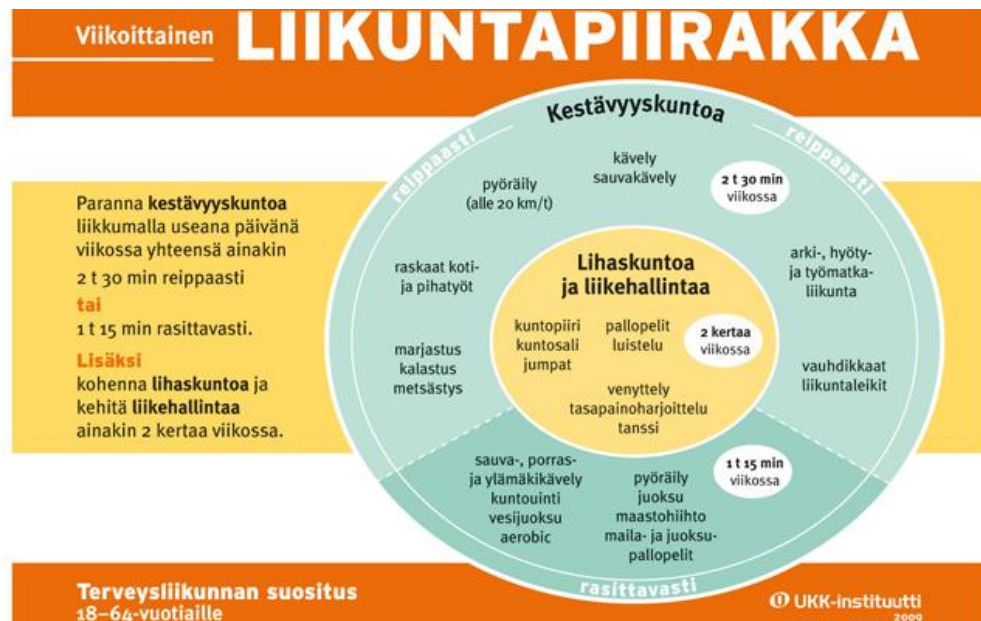 Viikoittainen LIIKUNTAPIIRAKKA
Paranna kestävyyskuntoa
liikkumalla useana päivänä
viikossa yhteensä ainakin
2 t 30 min reippaasti
tai
1 t 15 min rasittavasti.
Lisäksi
kohenna lihaskuntoa ja
kehitä liikehallintaa
ainakin 2 kertaa viikossa.
Kestävyyskuntoa
reippaasti
reippaasti
kävely
sauvakävely
2 t 30 min
viikossa
pyöräily
(alle 20 km/t)
raskaat koti-
ja pihatyöt
marjastus
kalastus
metsästys
arki-, hyöty-
ja työmatka-
liikunta
vauhdikkaat
liikuntaleikit
Lihaskuntoa
ja liikehallintaa
kuntopiiri
kuntosali
jumpat
pallopelit
luistelu
2 kertaa
viikossa
venyttely
tasapainoharjoittelu
tanssi
sauva-, porras-
ja ylämäkikävely
kuntouinti
vesijuoksu
aerobic
pyöräily
juoksu
maastohiihto
maila- ja juoksu-
pallopelit
1 t 15 min
viikossa
rasittavasti
Terveysliikunnan suositus
18–64-vuotiaille
UKK-instituutti
2009